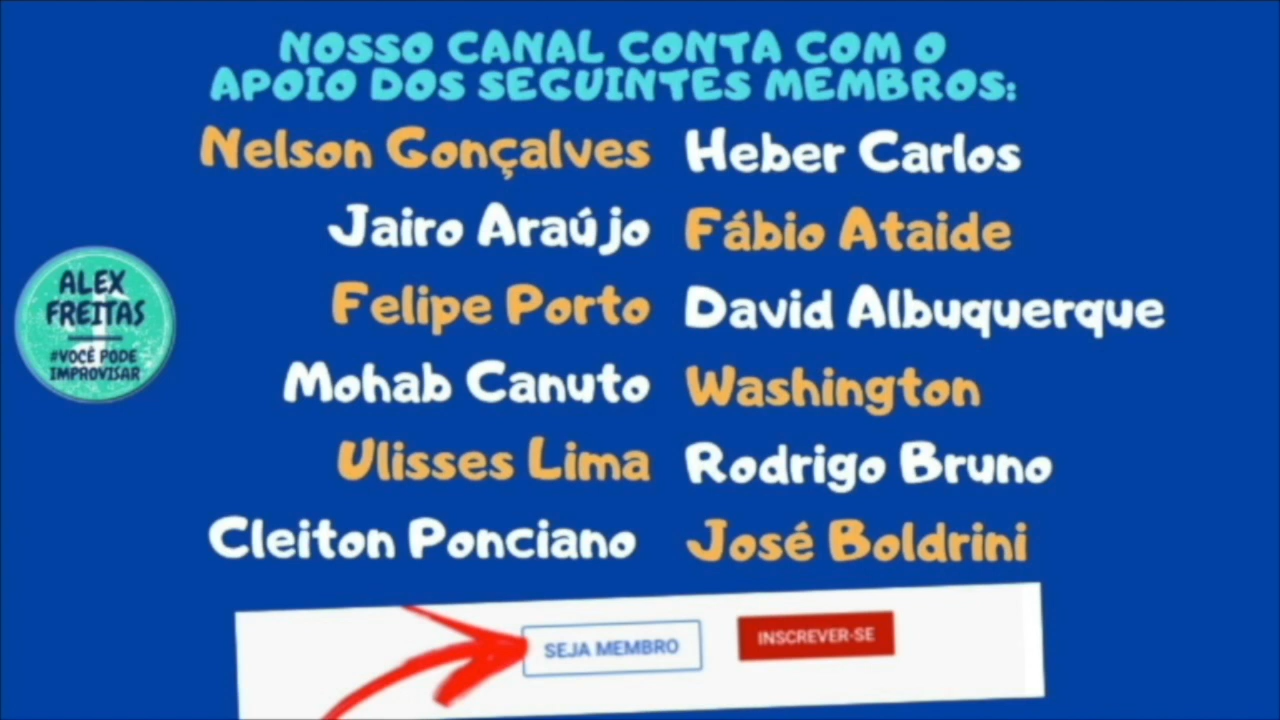 NOSSO CANAL CONTA COM O
APOIO DOS SEGUINTES MEMBROS:
Nelson Gonçalves
Heber Carlos
Jairo Araújo
Fábio Ataide
Felipe Porto
David Albuquerque
Mohab Canuto
Washington
Ulisses Lima
Rodrigo Bruno
Cleiton Ponciano
José Boldrini
ALEX
FREITAS
#VOCÊ PODE
IMPROVISAR
SEJA MEMBRO
INSCREVER-SE